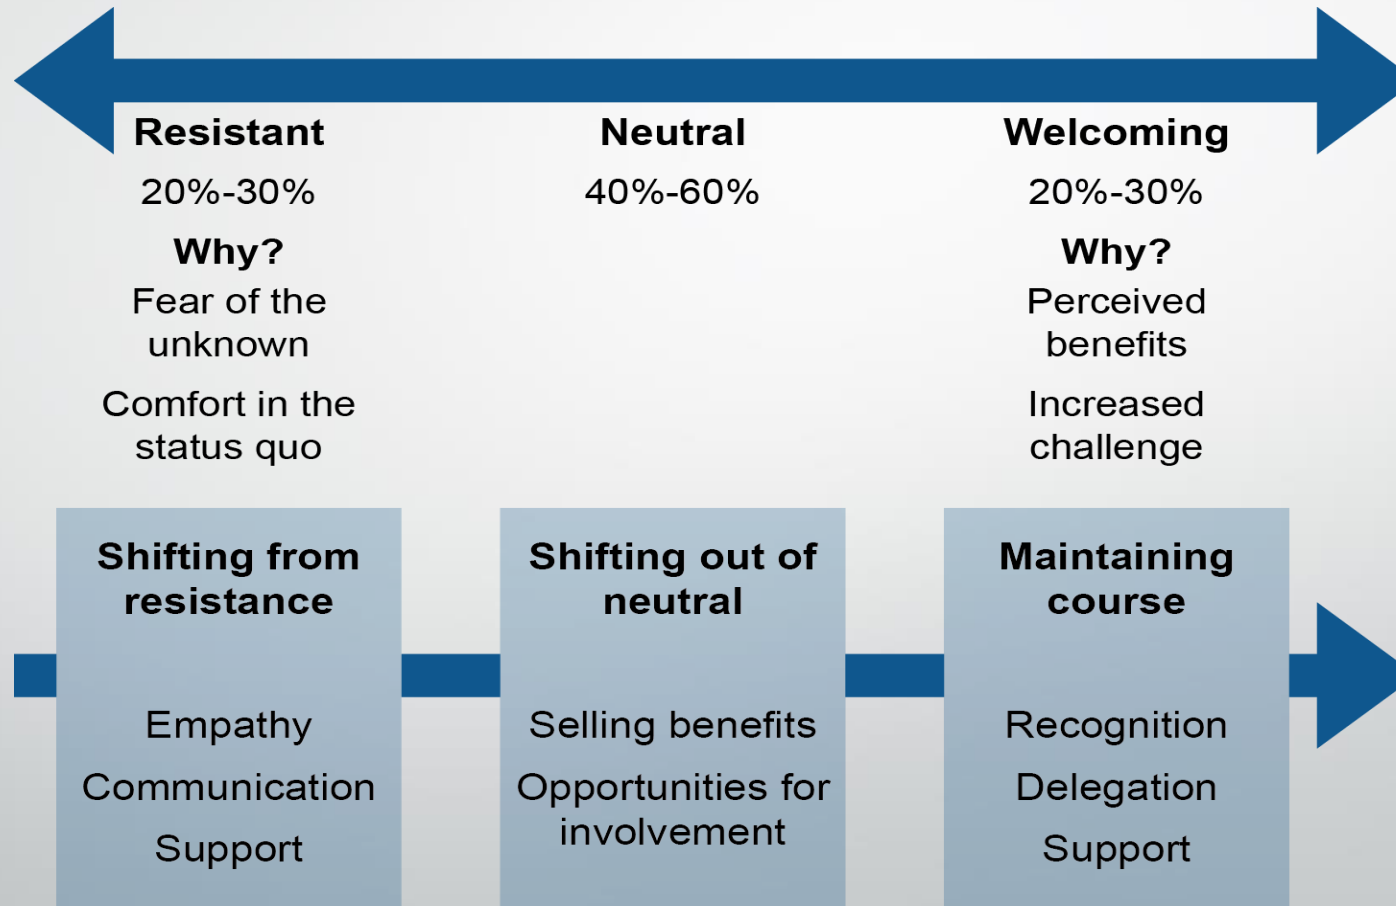 Resistant
20%-30%
Why?
Fear of the
unknown
Comfort in the
status quo
Neutral
40%-60%
Welcoming
20%-30%
Why?
Perceived
benefits
Increased
challenge
Shifting from
resistance
Empathy
Communication
Support
Shifting out of
neutral
Selling benefits
Opportunities for
involvement
Maintaining
course
Recognition
Delegation
Support